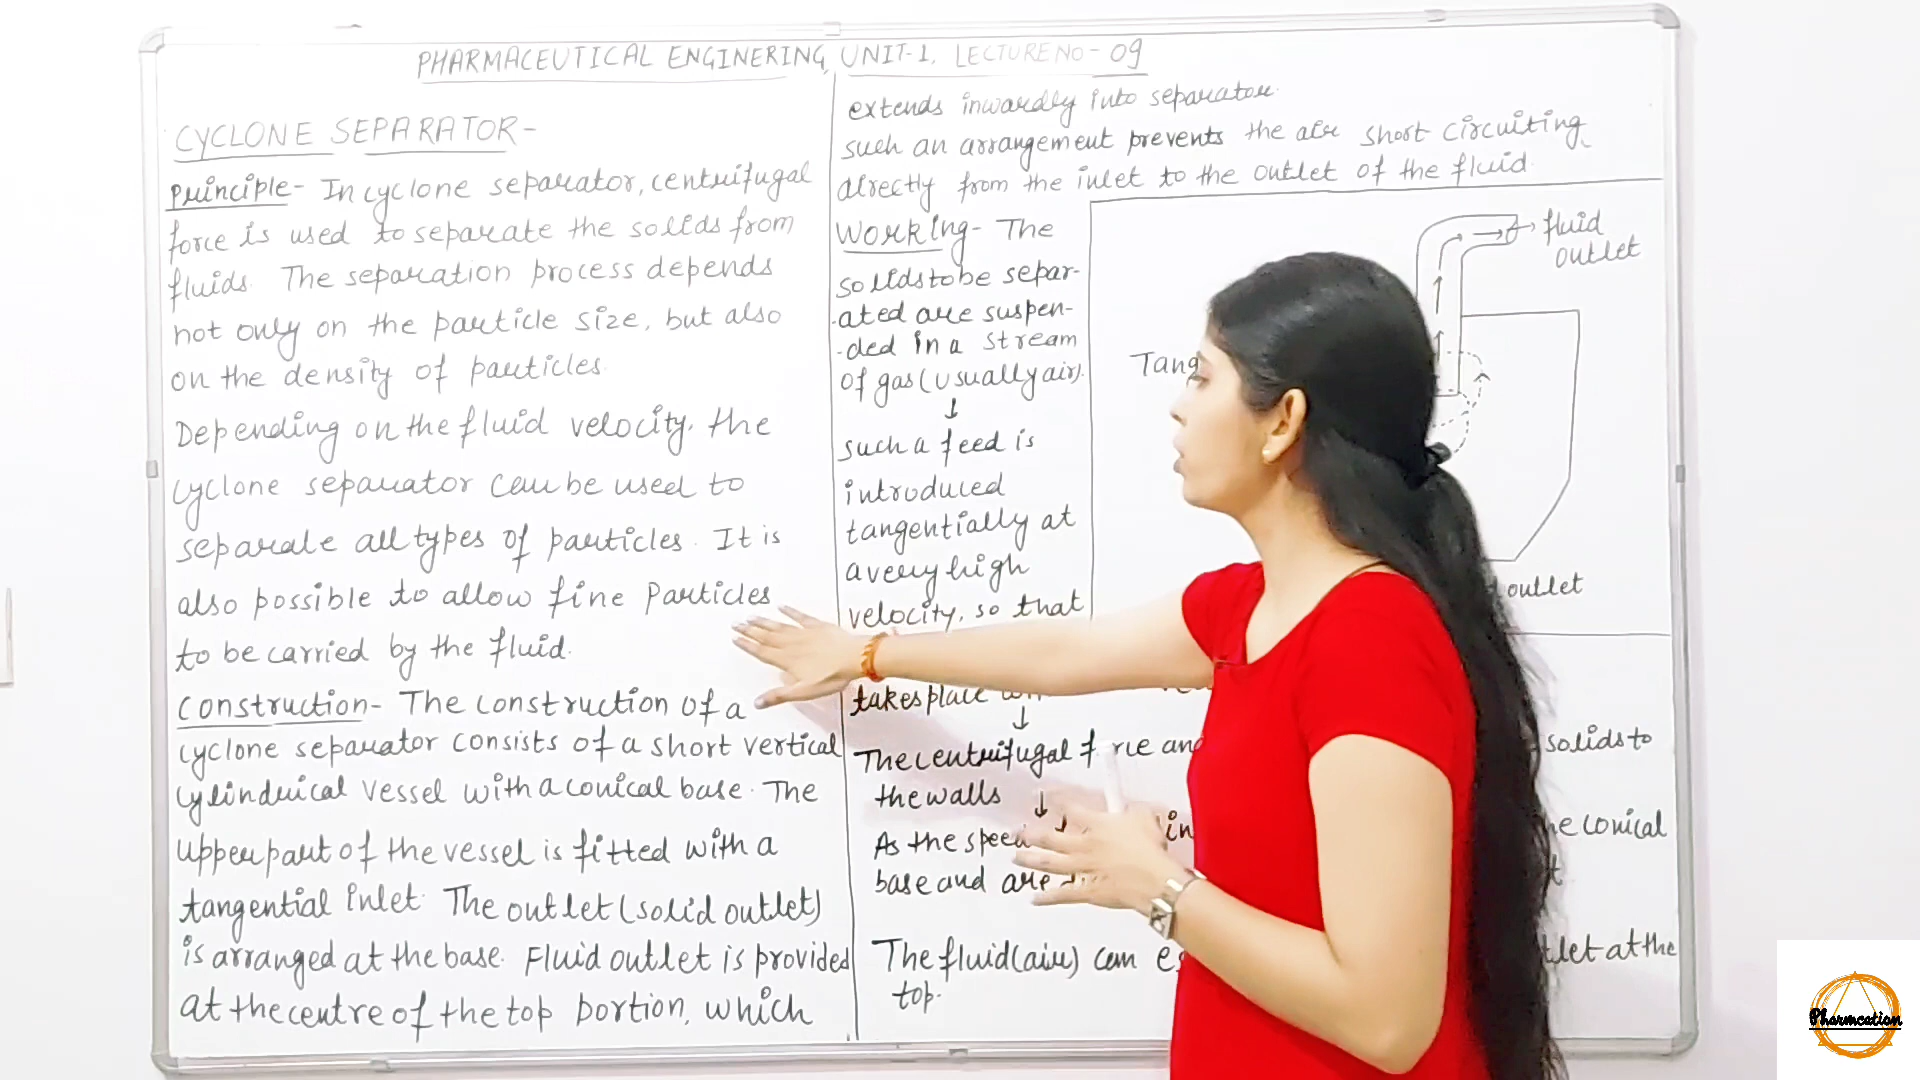 PHARMACEUTICAL ENGINERING, UNIT-1, LECTURE NO - 09
CYCLONE SEPARATOR-
Principle- In cyclone separator, centrifugal
force is used to separate the solids from
fluids. The separation process depends
not only on the particle size, but also
on the density of particles.
Depending on the fluid velocity, the
cyclone separator can be used to
separate all types of particles. It is
also possible to allow fine Particles
to be carried by the fluid.
Construction- The construction of a
cyclone separator consists of a short vertical
cylindrical vessel with a conical base. The
Upper part of the vessel is fitted with a
tangential inlet. The outlet (solid outlet)
is arranged at the base. Fluid outlet is provided
at the centre of the top portion, which
extends inwardly into separator.
such an arrangement prevents the air short circuiting
directly from the inlet to the outlet of the fluid.
Working- The
solids to be separ-
-ated are suspen-
-ded in a stream
of gas (usually air).
↓
such a feed is
introduced
tangentially at
a very high
velocity, so that
takes place
↓
The centrifugal and solids to
the walls
↓
As the conical
base and are
The fluid (air) can at the
top.
fluid
outlet
outlet
Pharmcation